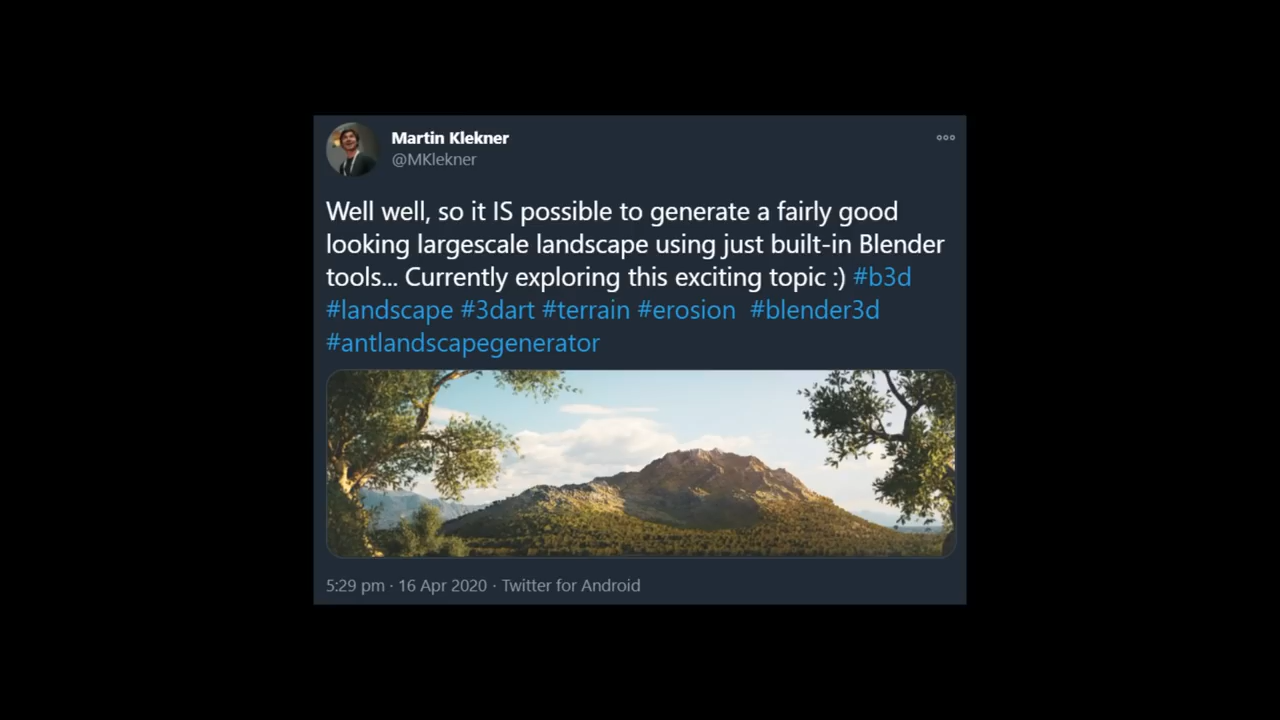 Martin Klekner
@MKlekner
Well well, so it IS possible to generate a fairly good
looking largescale landscape using just built-in Blender
tools... Currently exploring this exciting topic :) #b3d
#landscape #3dart #terrain #erosion #blender3d
#antlandscapegenerator
5:29 pm · 16 Apr 2020 · Twitter for Android